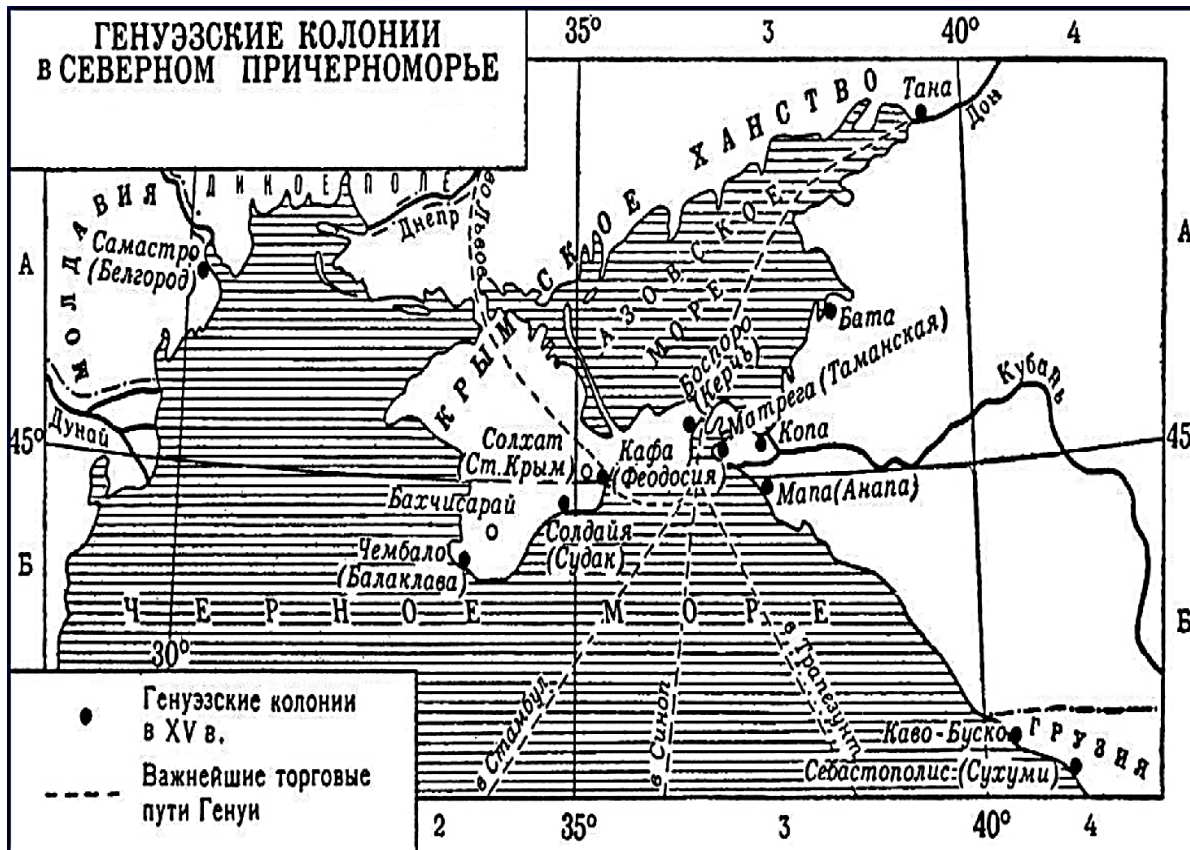 ГЕНУЭЗСКИЕ КОЛОНИИ
в СЕВЕРНОМ ПРИЧЕРНОМОРЬЕ
35° 3 40° 4
Тана
Дон
КРЫМСКОЕ ХАНСТВО
МОЛДАВИЯ
ДИКОЕ ПОЛЕ
Днепр
во Львов
А
А
Самастро
(Белгород)
АЗОВСКОЕ
МОРЕ
Бата
Боспоро
(Керчь)
Матрега (Таманская)
Кубань
Дунай
45°
45°
Солхат
(Ст. Крым)
Кафа
(Феодосия)
Копа
Мапа (Анапа)
Бахчисарай
Солдайя
(Судак)
Чембало
(Балаклава)
Б
Б
ЧЕРНОЕ МОРЕ
30°
в Стамбул
в Синоп
в Трапезунт
Каво-Буско
ГРУЗИЯ
Себастополис (Сухуми)
Генуэзские колонии
в XV в.
Важнейшие торговые
пути Генуи
2 35° 3 40° 4